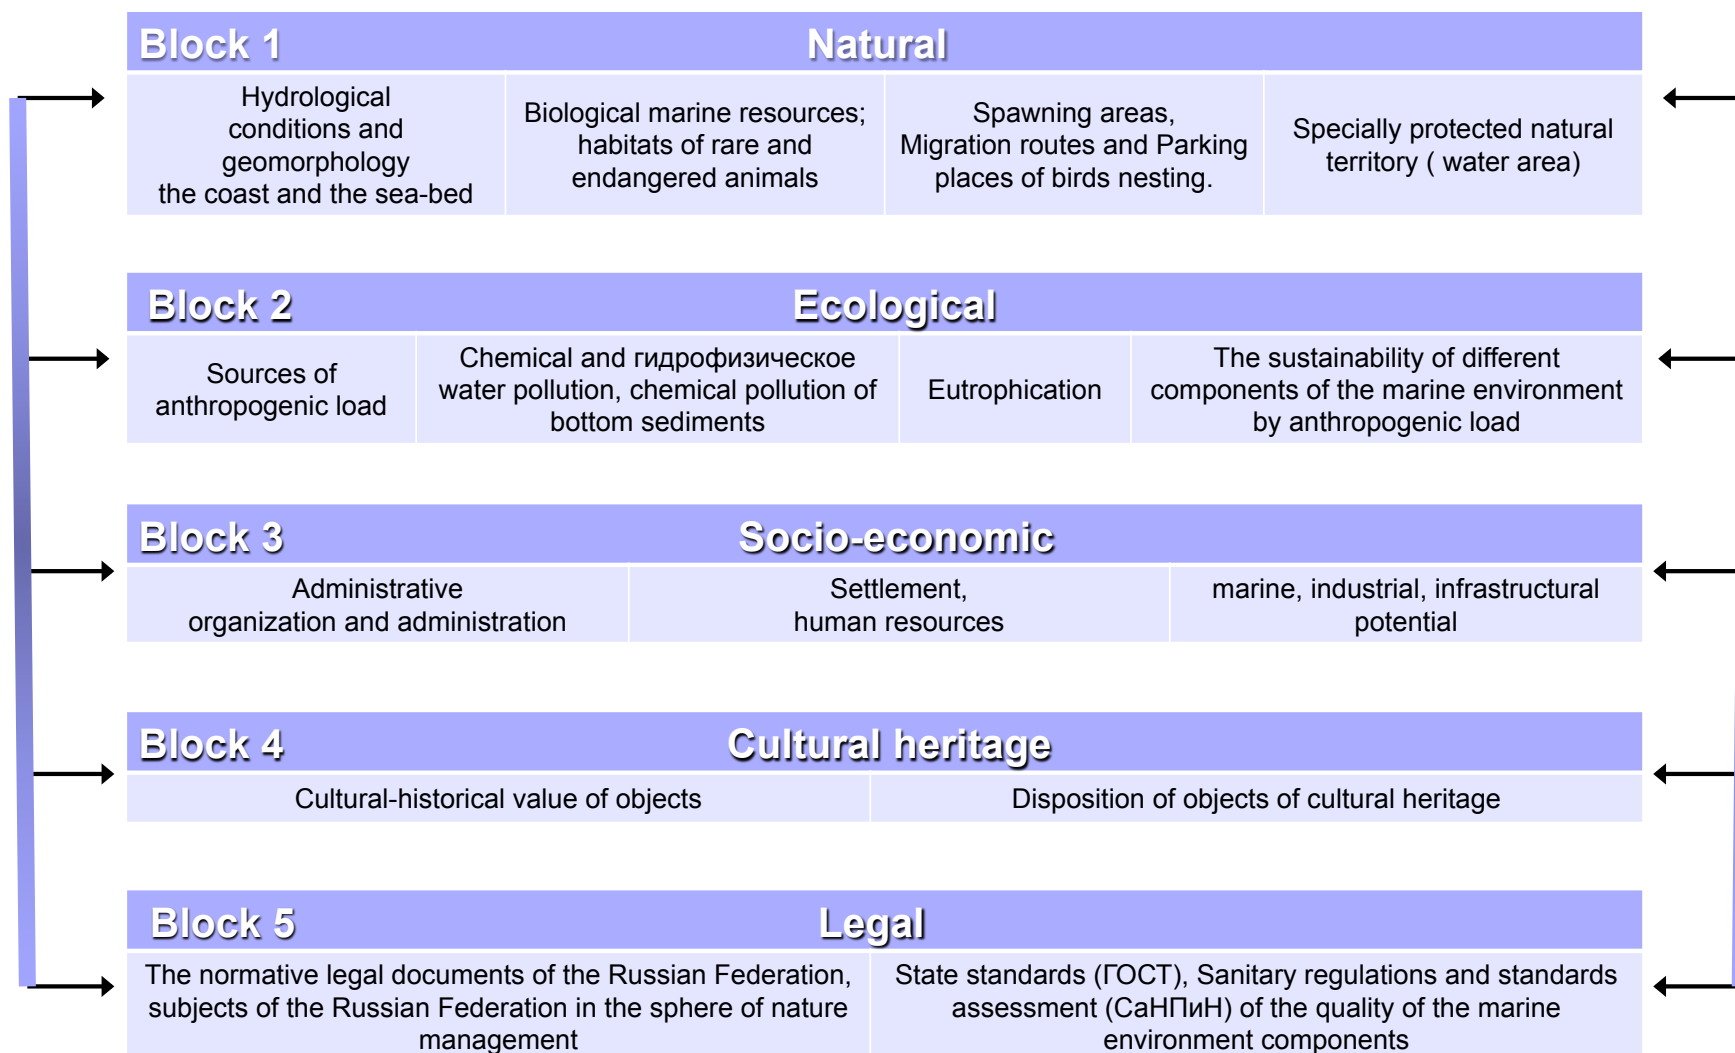 Block 1 Natural
Hydrological
conditions and
geomorphology
the coast and the sea-bed
Biological marine resources;
habitats of rare and
endangered animals
Spawning areas,
Migration routes and Parking
places of birds nesting.
Specially protected natural
territory ( water area)
Block 2 Ecological
Sources of
anthropogenic load
Chemical and гидрофизическое
water pollution, chemical pollution of
bottom sediments
Eutrophication
The sustainability of different
components of the marine environment
by anthropogenic load
Block 3 Socio-economic
Administrative
organization and administration
Settlement,
human resources
marine, industrial, infrastructural
potential
Block 4 Cultural heritage
Cultural-historical value of objects
Disposition of objects of cultural heritage
Block 5 Legal
The normative legal documents of the Russian Federation,
subjects of the Russian Federation in the sphere of nature
management
State standards (ГОСТ), Sanitary regulations and standards
assessment (СаНПиН) of the quality of the marine
environment components